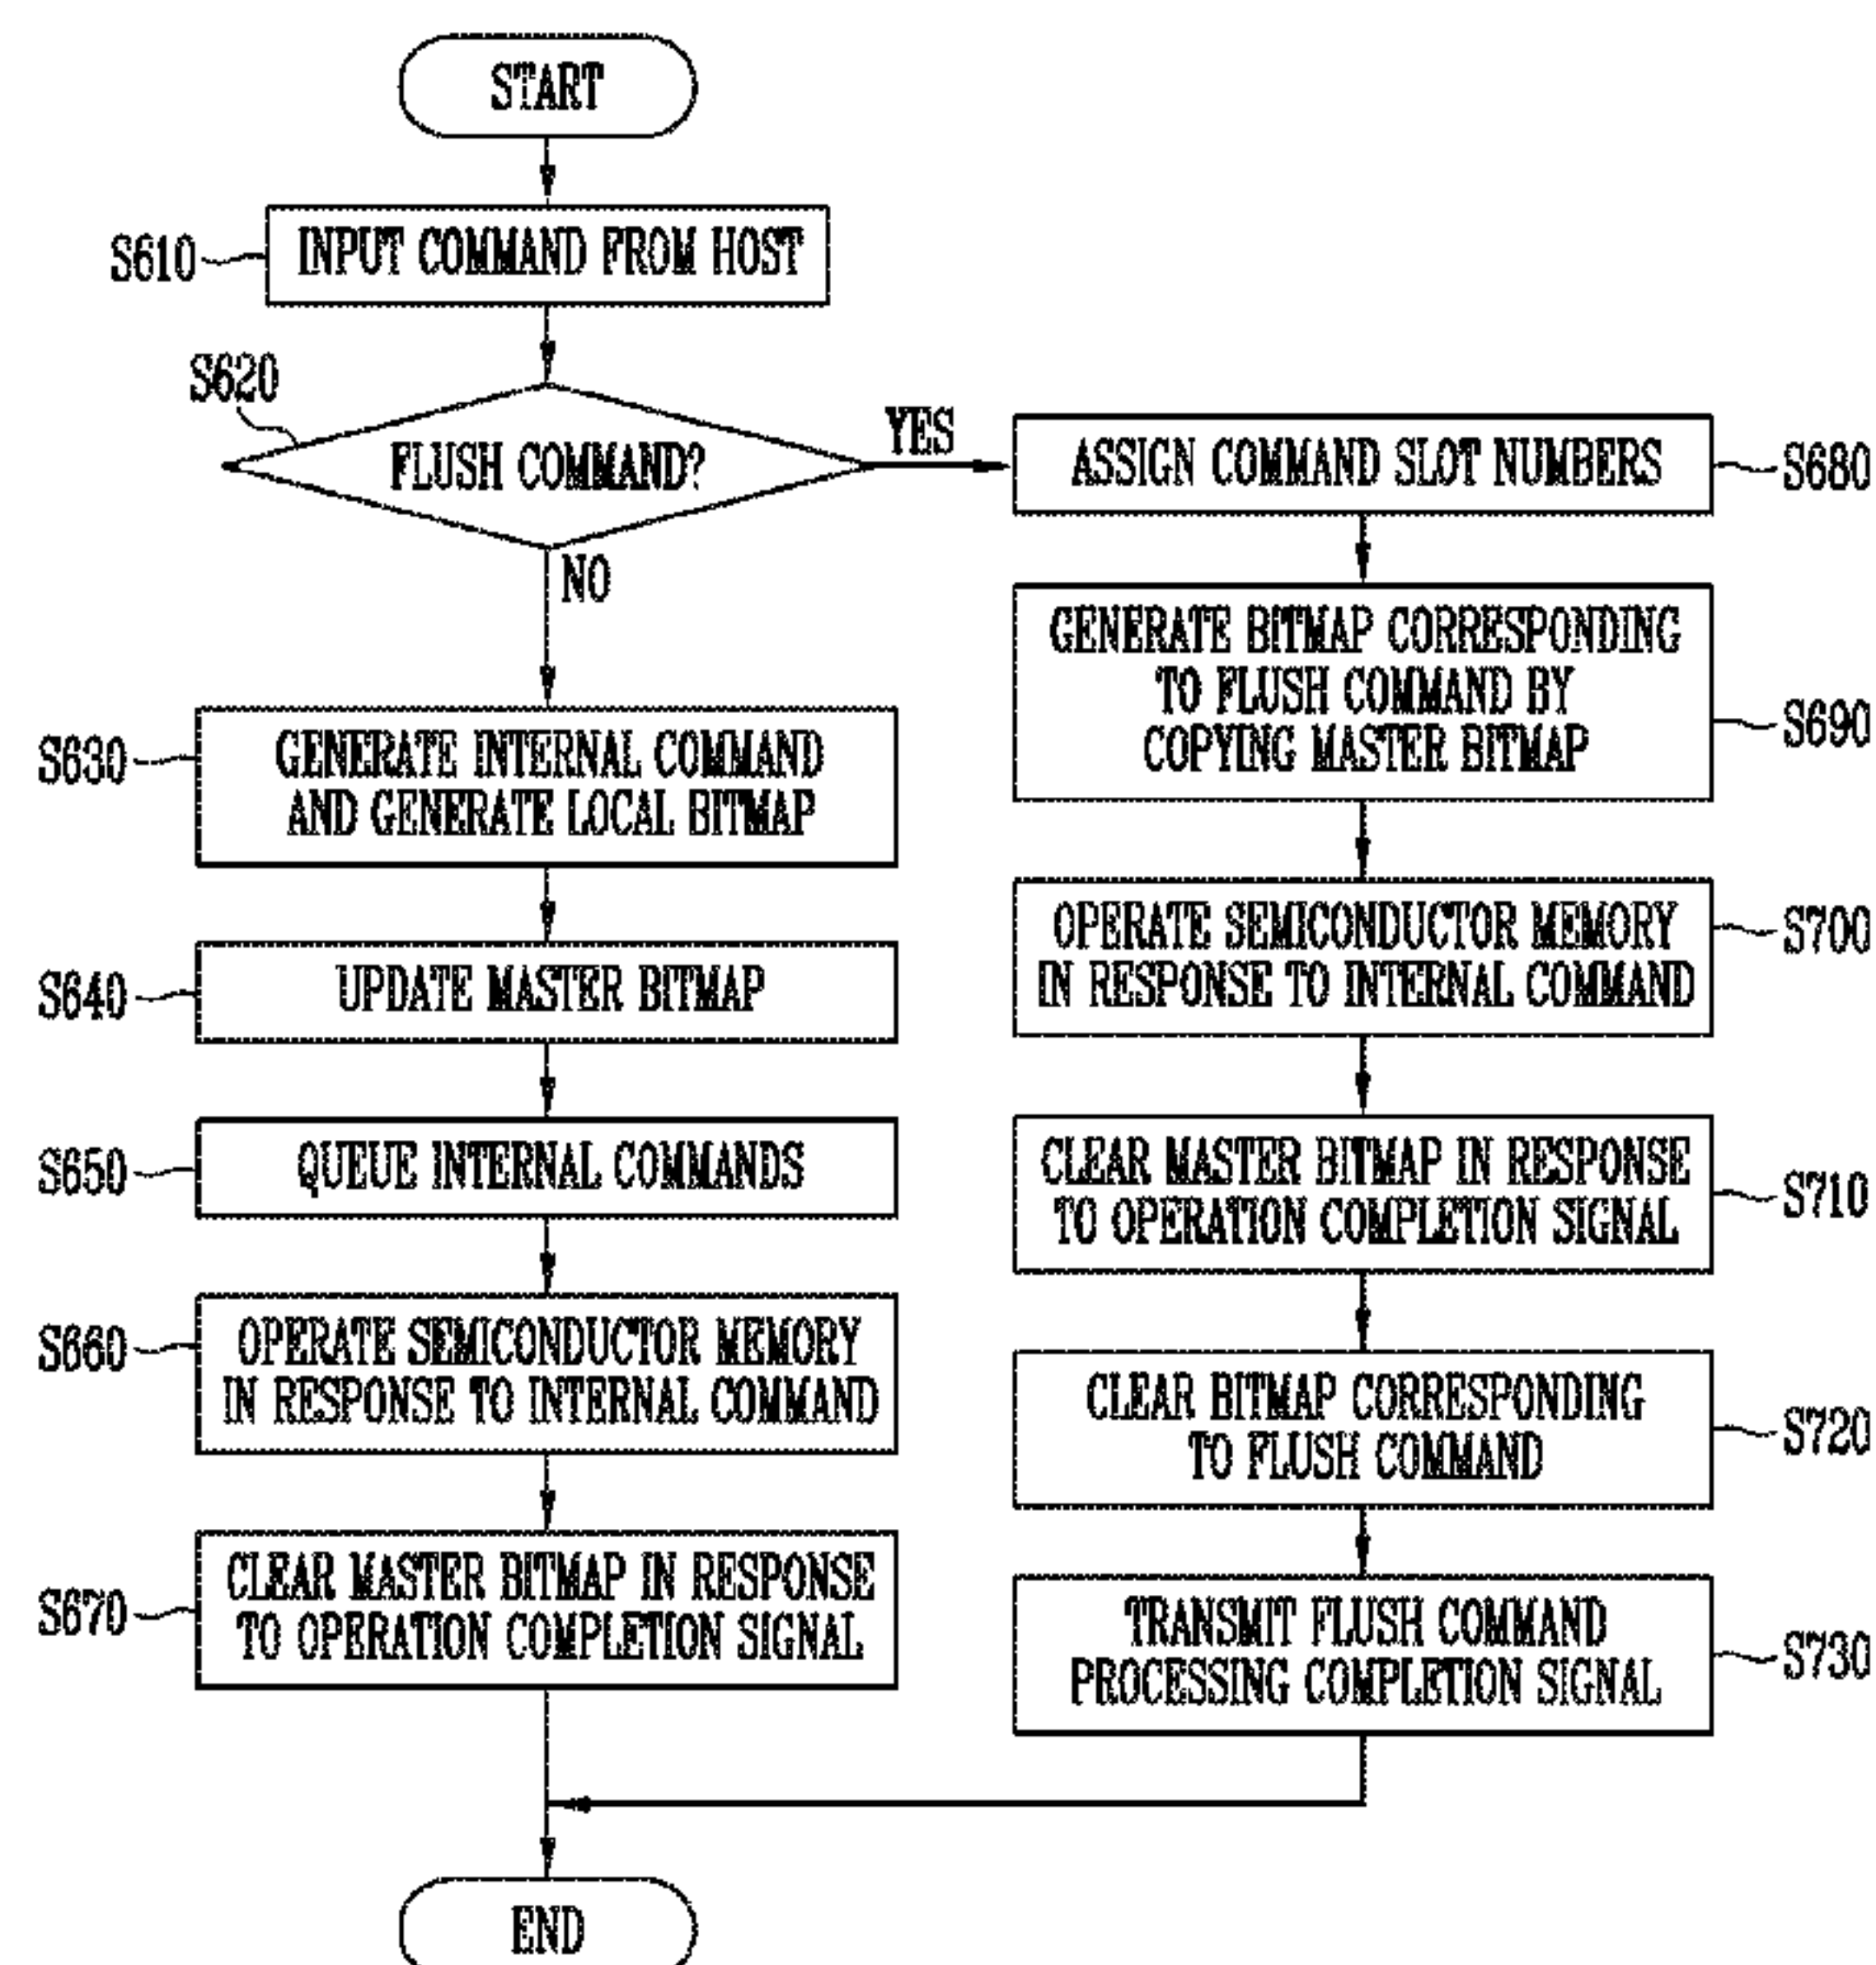 START
S610
INPUT COMMAND FROM HOST
S620
FLUSH COMMAND?
YES
NO
S630
GENERATE INTERNAL COMMAND
AND GENERATE LOCAL BITMAP
S640
UPDATE MASTER BITMAP
S650
QUEUE INTERNAL COMMANDS
S660
OPERATE SEMICONDUCTOR MEMORY
IN RESPONSE TO INTERNAL COMMAND
S670
CLEAR MASTER BITMAP IN RESPONSE
TO OPERATION COMPLETION SIGNAL
ASSIGN COMMAND SLOT NUMBERS
S680
GENERATE BITMAP CORRESPONDING
TO FLUSH COMMAND BY
COPYING MASTER BITMAP
S690
OPERATE SEMICONDUCTOR MEMORY
IN RESPONSE TO INTERNAL COMMAND
S700
CLEAR MASTER BITMAP IN RESPONSE
TO OPERATION COMPLETION SIGNAL
S710
CLEAR BITMAP CORRESPONDING
TO FLUSH COMMAND
S720
TRANSMIT FLUSH COMMAND
PROCESSING COMPLETION SIGNAL
S730
END